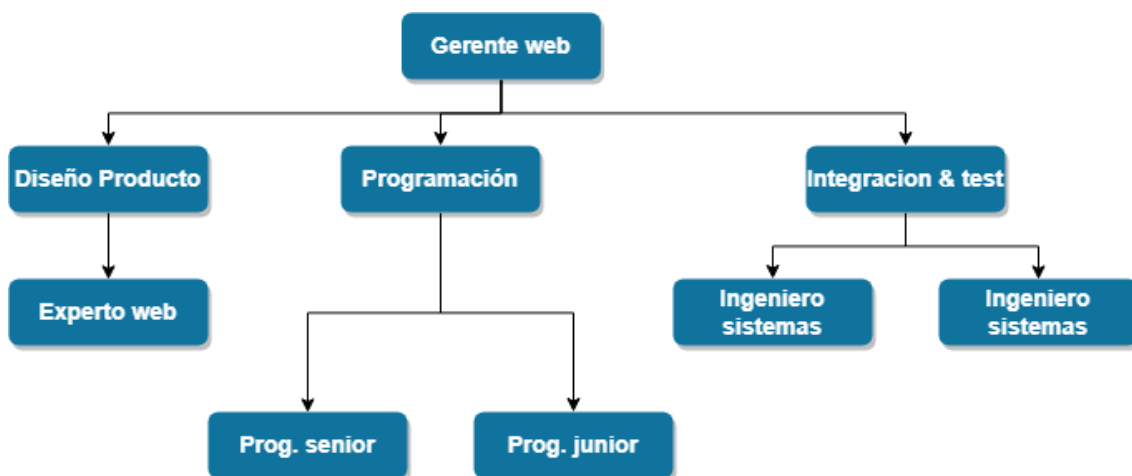 Gerente web
Diseño Producto
Programación
Integracion & test
Experto web
Ingeniero
sistemas
Ingeniero
sistemas
Prog. senior
Prog. junior